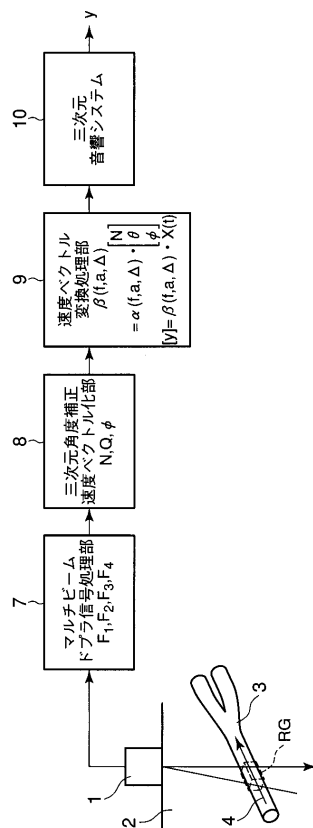 1
2
3
4
RG
7
マルチビーム
ドプラ信号処理部
F1,F2,F3,F4
8
三次元角度補正
速度ベクトル化部
N,Q,φ
9
速度ベクトル
変換処理部
β(f,a,Δ)
=α(f,a,Δ)・[N θ φ]
[y]=β(f,a,Δ)・X(t)
10
三次元
音響システム
y